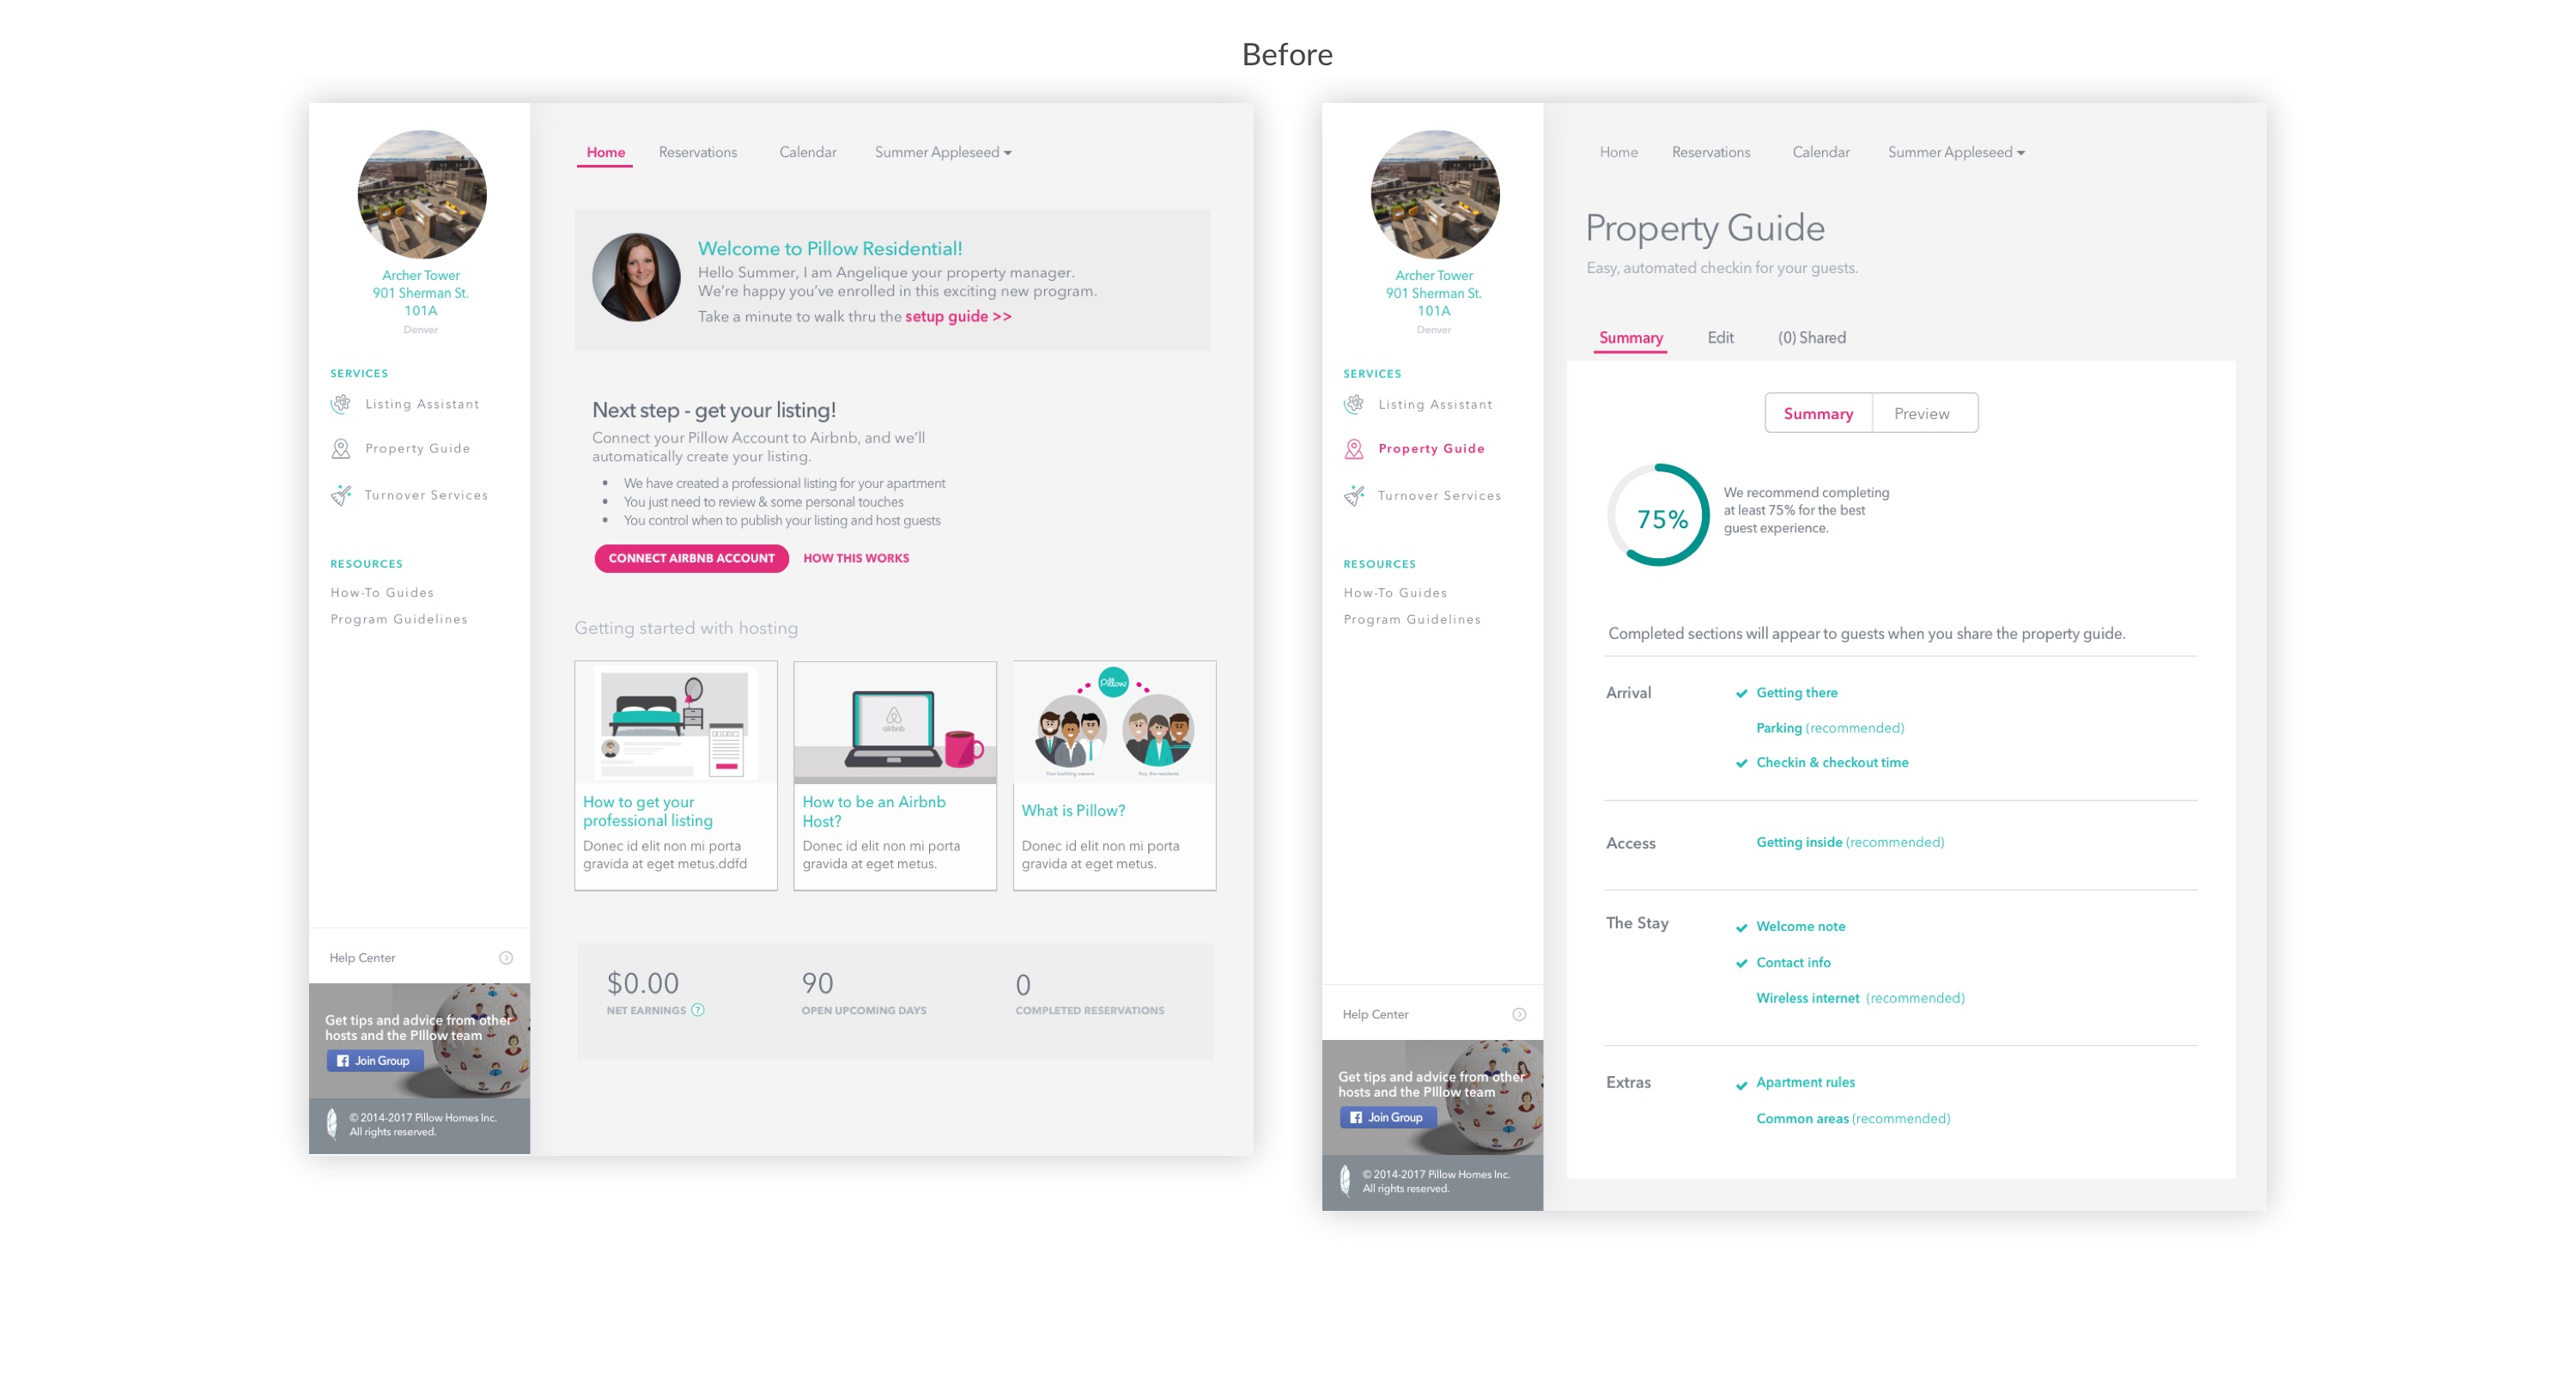 Before
Archer Tower
901 Sherman St.
101A
Denver
SERVICES
Listing Assistant
Property Guide
Turnover Services
RESOURCES
How-To Guides
Program Guidelines
Help Center
Get tips and advice from other
hosts and the PIllow team
Join Group
© 2014-2017 Pillow Homes Inc.
All rights reserved.
Home Reservations Calendar Summer Appleseed
Welcome to Pillow Residential!
Hello Summer, I am Angelique your property manager.
We're happy you've enrolled in this exciting new program.
Take a minute to walk thru the setup guide >>
Next step - get your listing!
Connect your Pillow Account to Airbnb, and we'll
automatically create your listing.
• We have created a professional listing for your apartment
• You just need to review & some personal touches
• You control when to publish your listing and host guests
CONNECT AIRBNB ACCOUNT HOW THIS WORKS
Getting started with hosting
How to get your
professional listing
Donec id elit non mi porta
gravida at eget metus.ddfd
airbnb
How to be an Airbnb
Host?
Donec id elit non mi porta
gravida at eget metus.
Pillow
Your building owners You, the residents
What is Pillow?
Donec id elit non mi porta
gravida at eget metus.
$0.00 90 0
NET EARNINGS ? OPEN UPCOMING DAYS COMPLETED RESERVATIONS
Archer Tower
901 Sherman St.
101A
Denver
SERVICES
Listing Assistant
Property Guide
Turnover Services
RESOURCES
How-To Guides
Program Guidelines
Help Center
Get tips and advice from other
hosts and the PIllow team
Join Group
© 2014-2017 Pillow Homes Inc.
All rights reserved.
Home Reservations Calendar Summer Appleseed
Property Guide
Easy, automated checkin for your guests.
Summary Edit (0) Shared
Summary Preview
75%
We recommend completing
at least 75% for the best
guest experience.
Completed sections will appear to guests when you share the property guide.
Arrival Getting there
Parking (recommended)
Checkin & checkout time
Access Getting inside (recommended)
The Stay Welcome note
Contact info
Wireless internet (recommended)
Extras Apartment rules
Common areas (recommended)